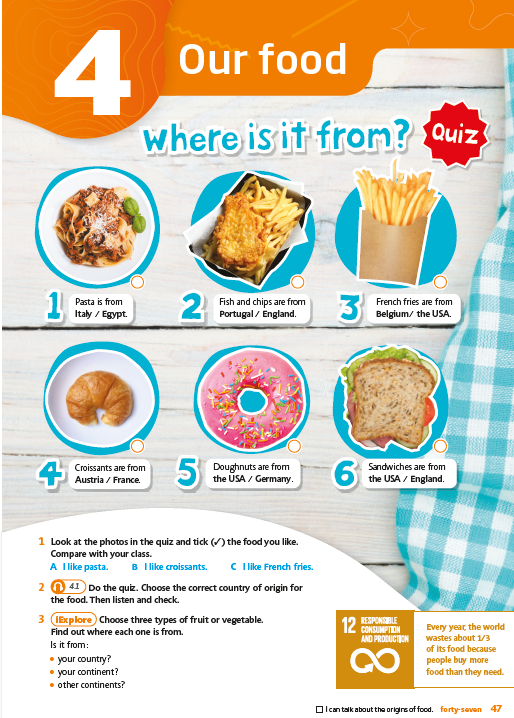 4
Our food
Where is it from?
Quiz
1 Pasta is from
Italy / Egypt.
2 Fish and chips are from
Portugal / England.
3 French fries are from
Belgium/ the USA.
4 Croissants are from
Austria / France.
5 Doughnuts are from
the USA / Germany.
6 Sandwiches are from
the USA / England.
1 Look at the photos in the quiz and tick (✓) the food you like.
Compare with your class.
A I like pasta. B I like croissants. C I like French fries.
2 4.1 Do the quiz. Choose the correct country of origin for
the food. Then listen and check.
3 IExplore Choose three types of fruit or vegetable.
Find out where each one is from.
Is it from:
• your country?
• your continent?
• other continents?
12 RESPONSIBLE
CONSUMPTION
AND PRODUCTION
Every year, the world
wastes about 1/3
of its food because
people buy more
food than they need.
I can talk about the origins of food. forty-seven 47